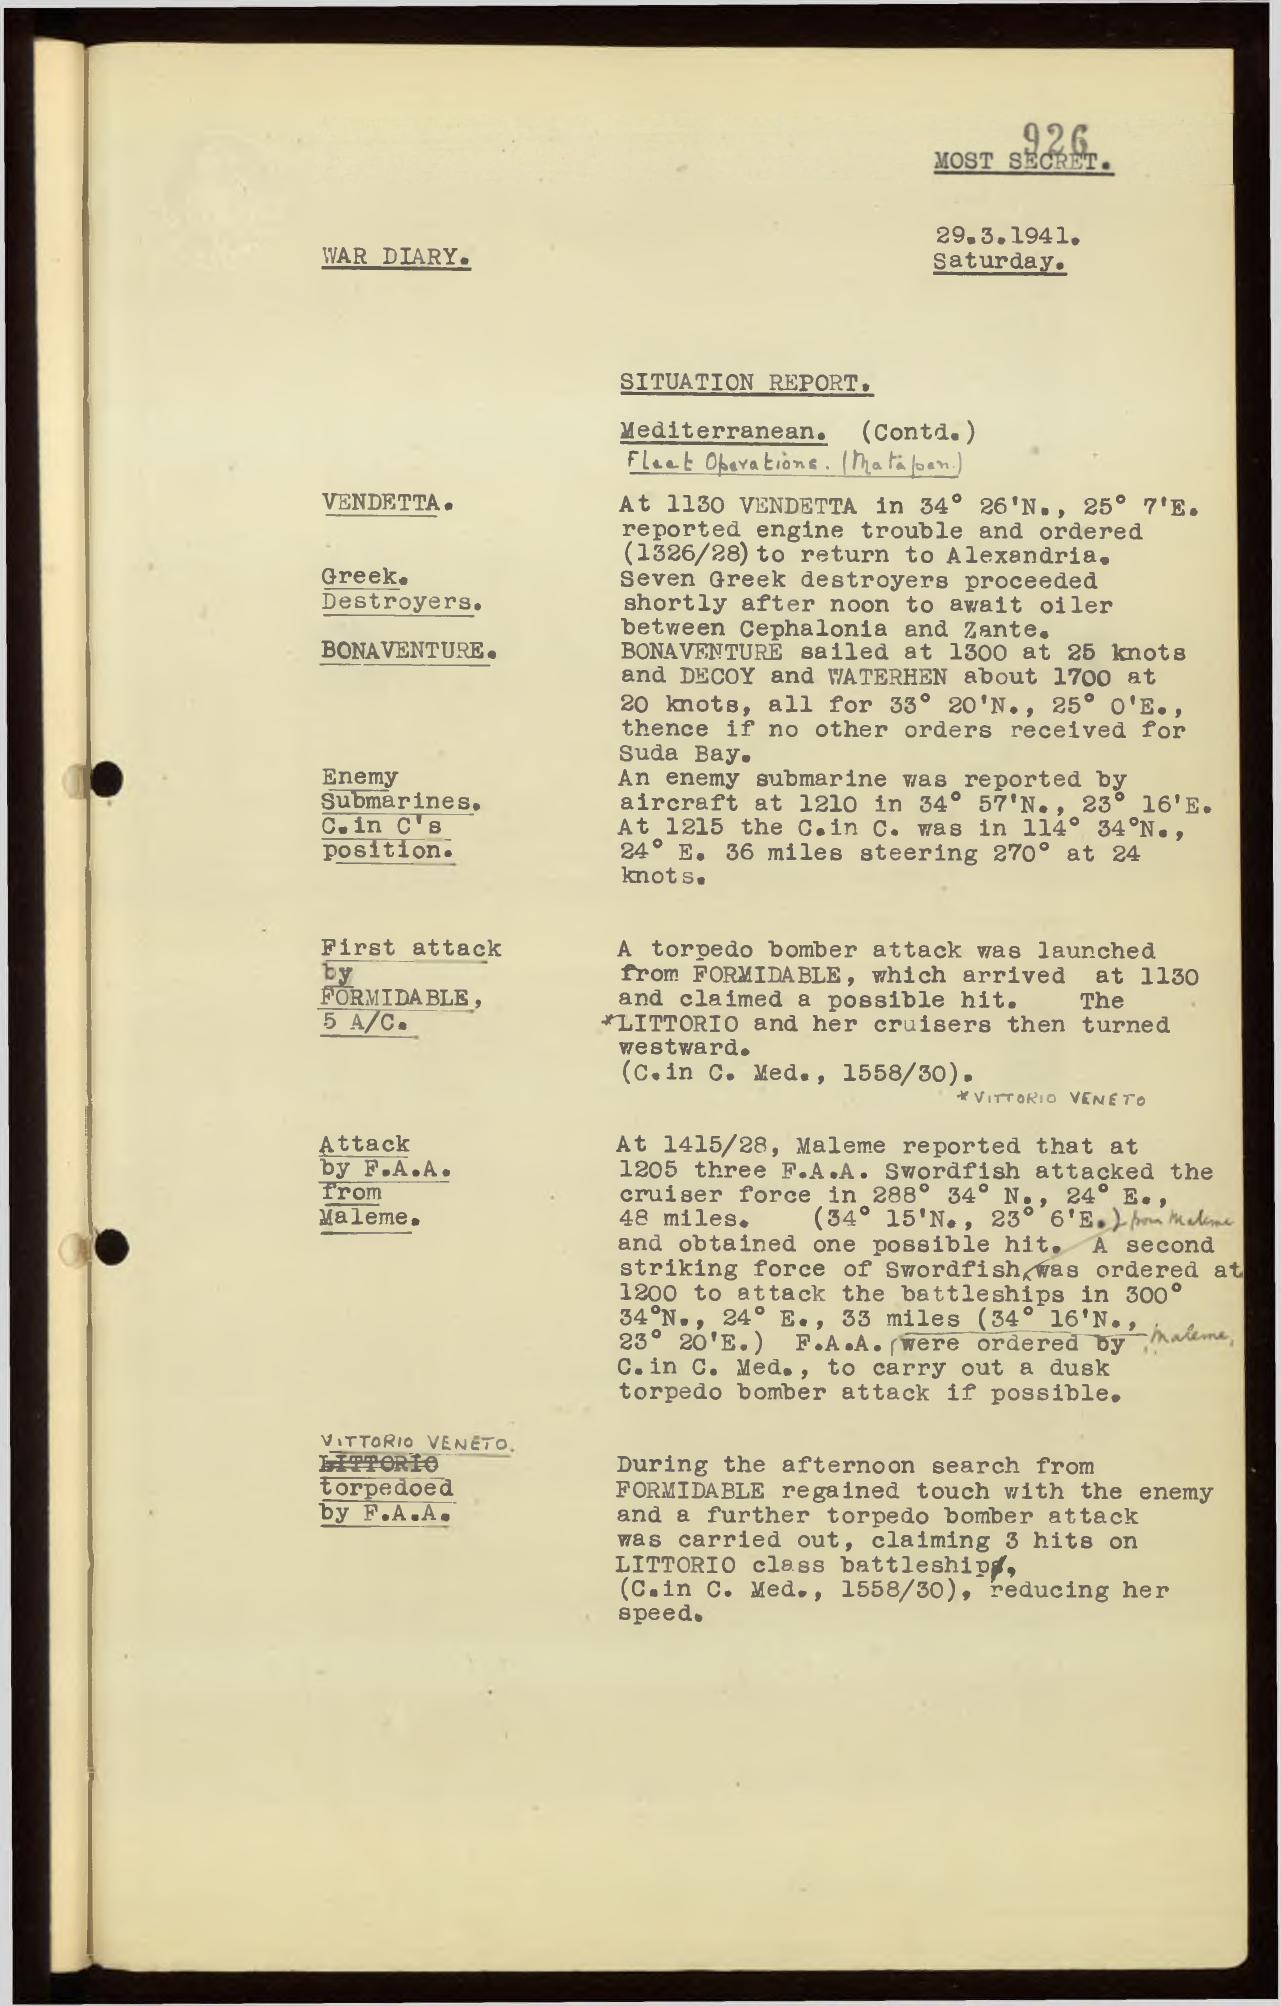 926
MOST SECRET.
29.3.1941.
WAR DIARY.
Saturday.
SITUATION REPORT.
Mediterranean. (Contd.)
Fleet Operations. (Matapan.)
VENDETTA.
At 1130 VENDETTA in 34° 26'N., 25° 7'E.
reported engine trouble and ordered
(1326/28) to return to Alexandria.
Greek.
Destroyers.
Seven Greek destroyers proceeded
shortly after noon to await oiler
between Cephalonia and Zante.
BONAVENTURE.
BONAVENTURE sailed at 1300 at 25 knots
and DECOY and WATERHEN about 1700 at
20 knots, all for 33° 20'N., 25° 0'E.,
thence if no other orders received for
Suda Bay.
Enemy
Submarines.
An enemy submarine was reported by
aircraft at 1210 in 34° 57'N., 23° 16'E.
C.in C's
position.
At 1215 the C.in C. was in 114° 34°N.,
24° E. 36 miles steering 270° at 24
knots.
First attack
by
FORMIDABLE,
5 A/C.
A torpedo bomber attack was launched
from FORMIDABLE, which arrived at 1130
and claimed a possible hit. The
*LITTORIO and her cruisers then turned
westward.
(C.in C. Med., 1558/30).
*VITTORIO VENETO
Attack
by F.A.A.
from
Maleme.
At 1415/28, Maleme reported that at
1205 three F.A.A. Swordfish attacked the
cruiser force in 288° 34° N., 24° E.,
48 miles. (34° 15'N., 23° 6'E.) from Maleme
and obtained one possible hit. A second
striking force of Swordfish was ordered at
1200 to attack the battleships in 300°
34°N., 24° E., 33 miles (34° 16'N.,
23° 20'E.) F.A.A. were ordered by Maleme,
C.in C. Med., to carry out a dusk
torpedo bomber attack if possible.
VITTORIO VENETO.
LITTORIO
torpedoed
by F.A.A.
During the afternoon search from
FORMIDABLE regained touch with the enemy
and a further torpedo bomber attack
was carried out, claiming 3 hits on
LITTORIO class battleship,
(C.in C. Med., 1558/30), reducing her
speed.